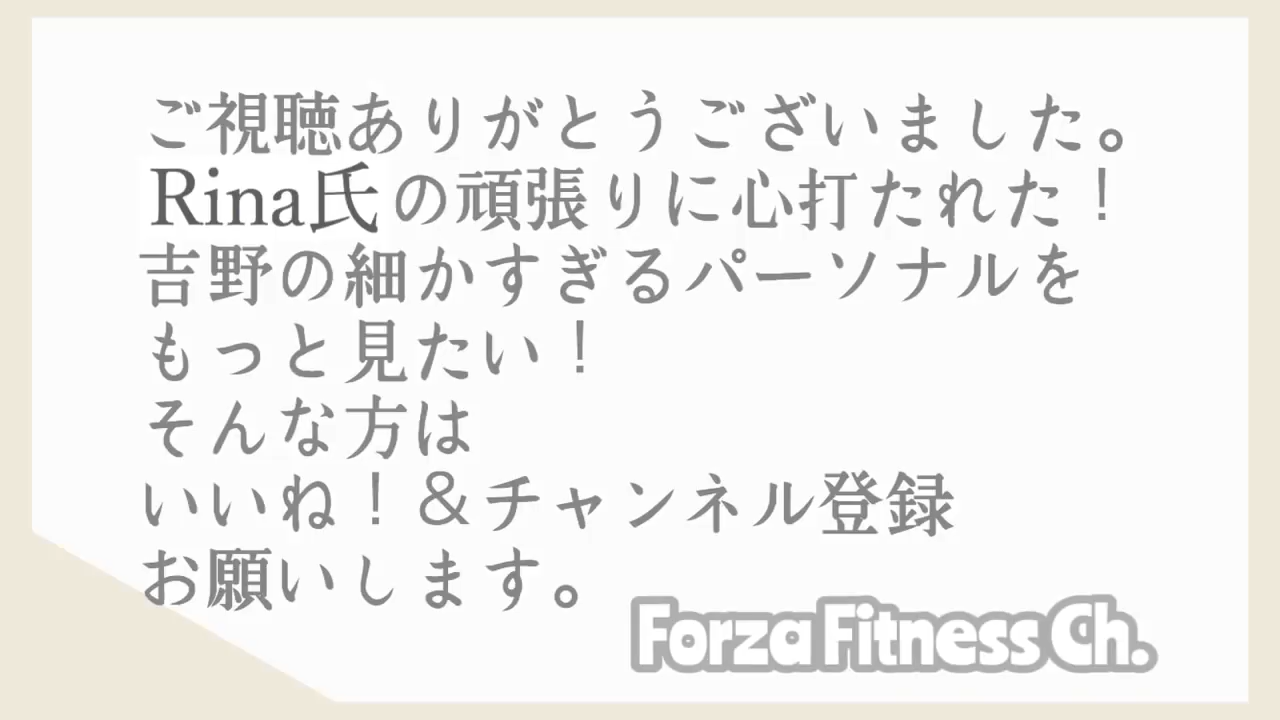 ご視聴ありがとうございました。
Rina氏の頑張りに心打たれた！
吉野の細かすぎるパーソナルを
もっと見たい！
そんな方は
いいね！＆チャンネル登録
お願いします。
Forza Fitness Ch.